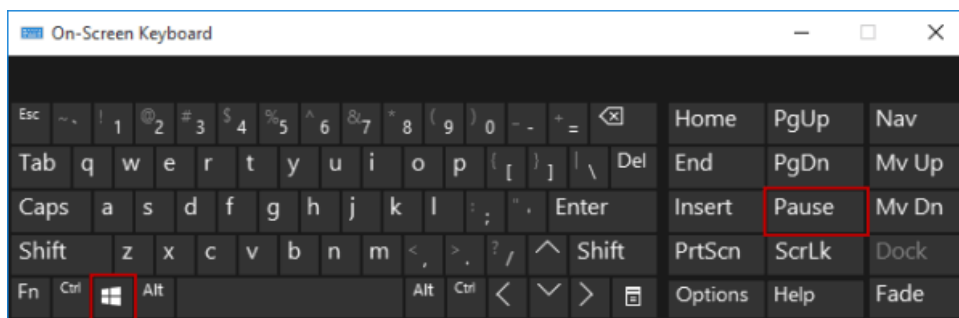 On-Screen Keyboard
Esc ~ ` ! 1 @ 2 # 3 $ 4 % 5 ^ 6 & 7 * 8 ( 9 ) 0 - - + = Home PgUp Nav
Tab q w e r t y u i o p { [ } ] | \ Del End PgDn Mv Up
Caps a s d f g h j k l : ; " ' Enter Insert Pause Mv Dn
Shift z x c v b n m < , > . ? / Shift PrtScn ScrLk Dock
Fn Ctrl Alt Alt Ctrl Options Help Fade